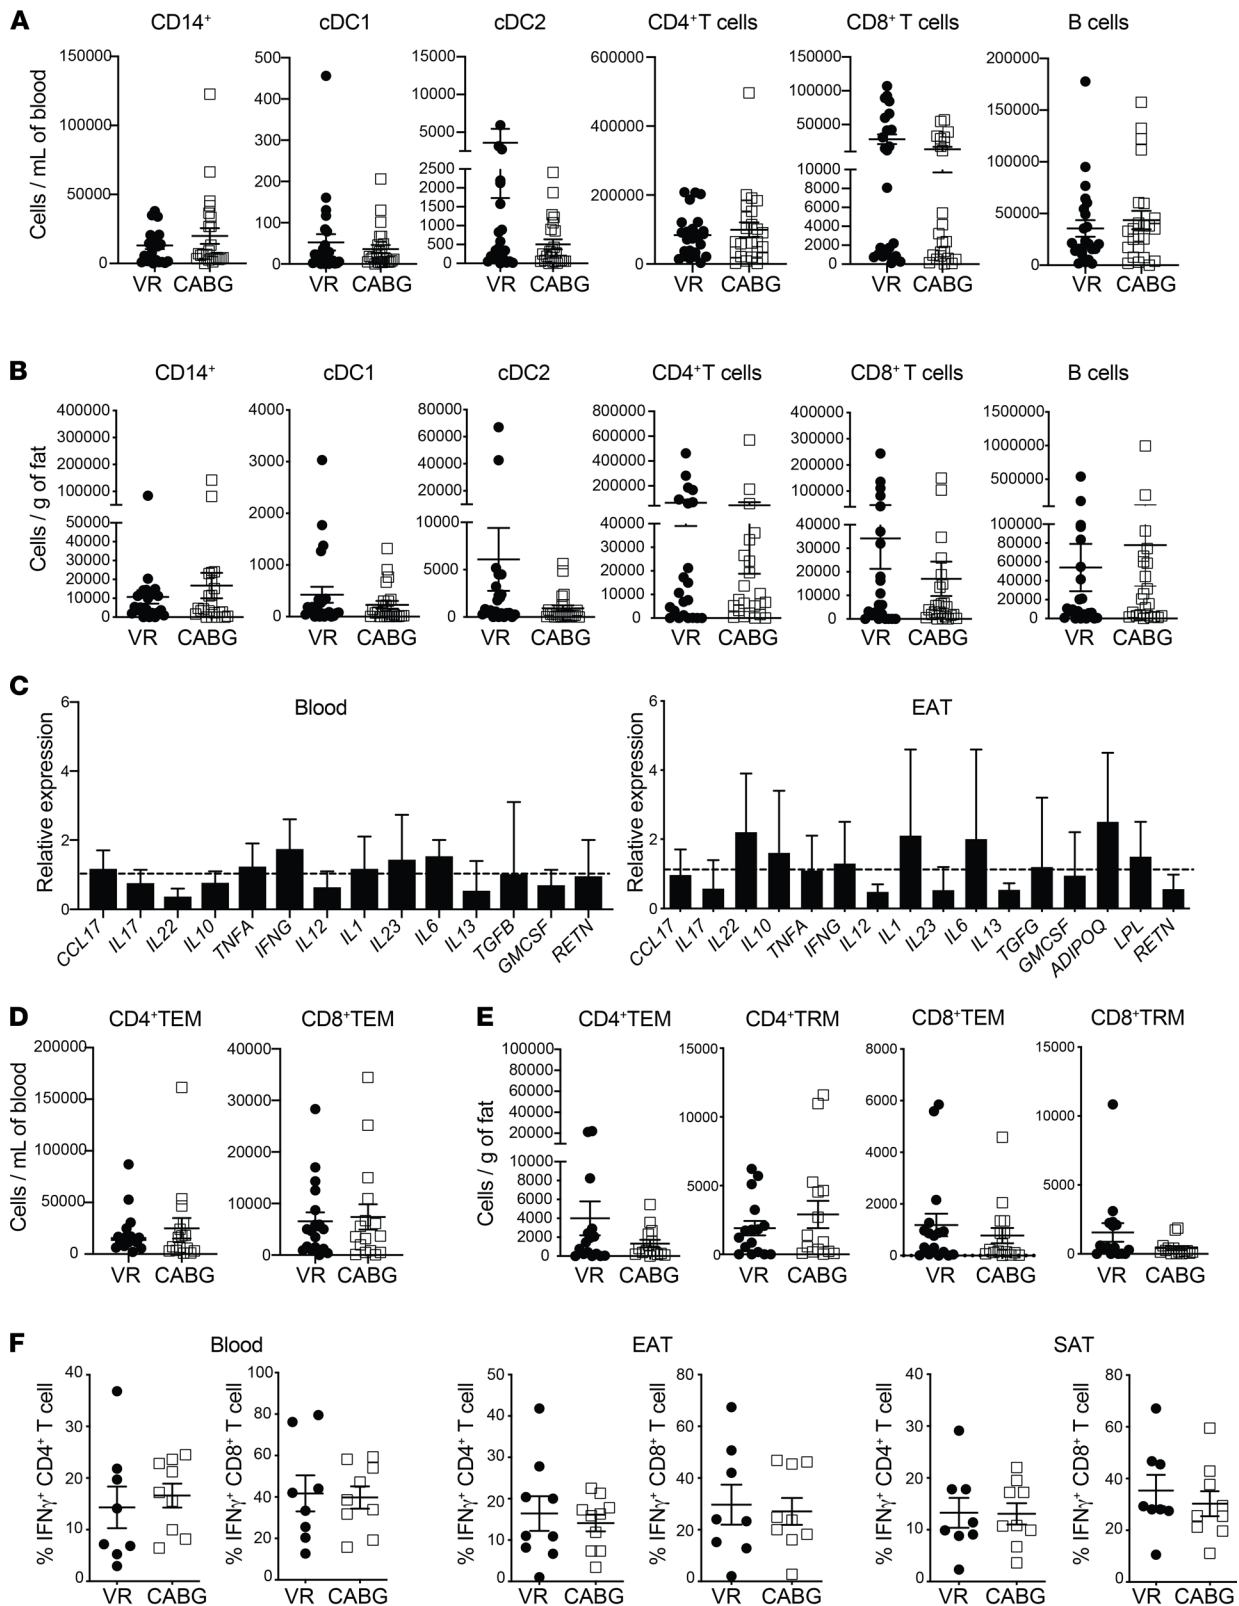 A
CD14+ cDC1 cDC2 CD4+T cells CD8+ T cells B cells
Cells / mL of blood
150000 500 15000 600000 150000 200000
400 10000 100000 150000
100000 300 5000 400000 50000
2500 10000 100000
200 2000 8000
50000 1500 200000 6000 50000
100 1000 4000
500 2000
0 0 0 0 0 0
VR CABG VR CABG VR CABG VR CABG VR CABG VR CABG
B
CD14+ cDC1 cDC2 CD4+T cells CD8+ T cells B cells
Cells / g of fat
400000 4000 80000 800000 400000 1500000
300000 60000 600000 300000 1000000
200000 3000 40000 400000 200000 500000
100000 20000 200000 100000
50000 2000 10000 40000 40000 100000
40000 30000 30000 80000
30000 1000 5000 20000 20000 60000
20000 40000
10000 10000 10000 20000
0 0 0 0 0 0
VR CABG VR CABG VR CABG VR CABG VR CABG VR CABG
C
Blood EAT
Relative expression Relative expression
6 6
4 4
2 2
0 0
CCL17 IL17 IL22 IL10 TNFA IFNG IL12 IL1 IL23 IL6 IL13 TGFB GMCSF RETN
CCL17 IL17 IL22 IL10 TNFA IFNG IL12 IL1 IL23 IL6 IL13 TGFG GMCSF ADIPOQ LPL RETN
D E
CD4+TEM CD8+TEM CD4+TEM CD4+TRM CD8+TEM CD8+TRM
Cells / mL of blood Cells / g of fat
200000 40000 100000 15000 8000 15000
80000
150000 30000 60000 6000
40000 10000 10000
100000 20000 20000 4000
10000
8000 5000 5000
50000 10000 6000 2000
4000
2000
0 0 0 0 0 0
VR CABG VR CABG VR CABG VR CABG VR CABG VR CABG
F
Blood EAT SAT
% IFNγ+ CD4+ T cell % IFNγ+ CD8+ T cell % IFNγ+ CD4+ T cell % IFNγ+ CD8+ T cell % IFNγ+ CD4+ T cell % IFNγ+ CD8+ T cell
40 100 50 80 40 80
30 80 40 60 30 60
20 60 30 40 20 40
10 40 20 20 10 20
20 10
0 0 0 0 0 0
VR CABG VR CABG VR CABG VR CABG VR CABG VR CABG